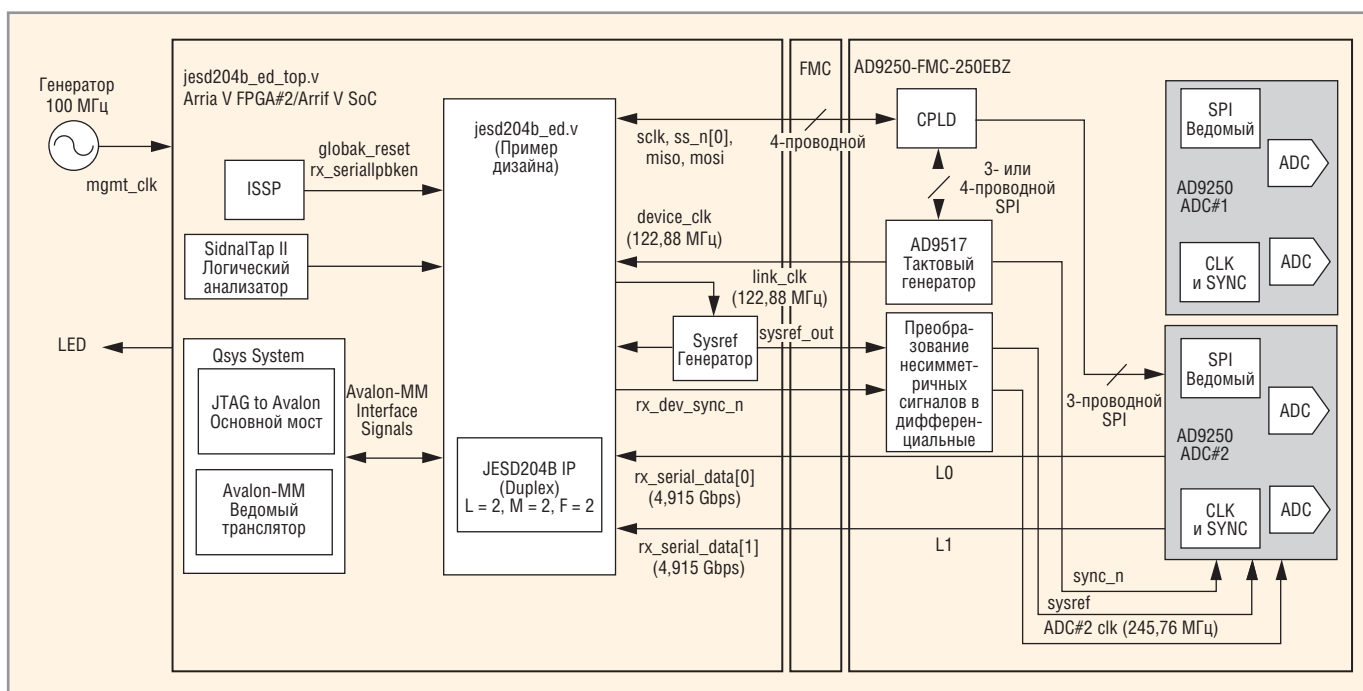 Генератор
100 МГц
mgmt_clk
LED
jesd204b_ed_top.v
Arria V FPGA#2/Arrif V SoC
ISSP
globak_reset
rx_seriallpbken
SidnalTap II
Логический
анализатор
Qsys System
JTAG to Avalon
Основной мост
Avalon-MM
Ведомый
транслятор
Avalon-MM
Interface
Signals
jesd204b_ed.v
(Пример
дизайна)
JESD204B IP
(Duplex)
L = 2, M = 2, F = 2
sclk, ss_n[0],
miso, mosi
device_clk
(122,88 МГц)
link_clk
(122,88 МГц)
Sysref
Генератор
sysref_out
rx_dev_sync_n
rx_serial_data[0]
(4,915 Gbps)
rx_serial_data[1]
(4,915 Gbps)
FMC
4-проводной
AD9250-FMC-250EBZ
CPLD
3- или
4-проводной
SPI
AD9517
Тактовый
генератор
Преобра-
зование
несиммет-
ричных
сигналов в
дифферен-
циальные
L0
L1
3-проводной
SPI
sync_n
sysref
ADC#2 clk (245,76 МГц)
SPI
Ведомый
ADC
AD9250
ADC#1
CLK
и SYNC
ADC
SPI
Ведомый
ADC
AD9250
ADC#2
CLK
и SYNC
ADC